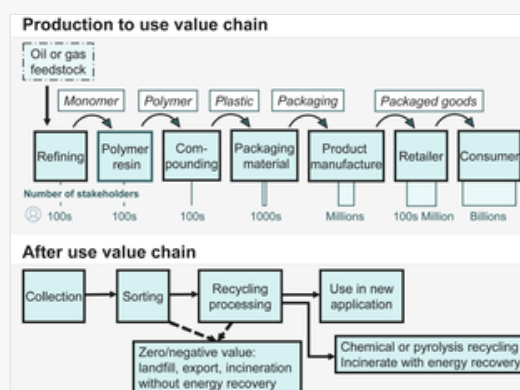 Production to use value chain
Oil or gas
feedstock
Monomer
Polymer
Plastic
Packaging
Packaged goods
Refining
Polymer
resin
Com-
pounding
Packaging
material
Product
manufacture
Retailer
Consumer
Number of stakeholders
100s
100s
100s
1000s
Millions
100s Million
Billions
After use value chain
Collection
Sorting
Recycling
processing
Use in new
application
Zero/negative value:
landfill, export, incineration
without energy recovery
Chemical or pyrolysis recycling
Incinerate with energy recovery